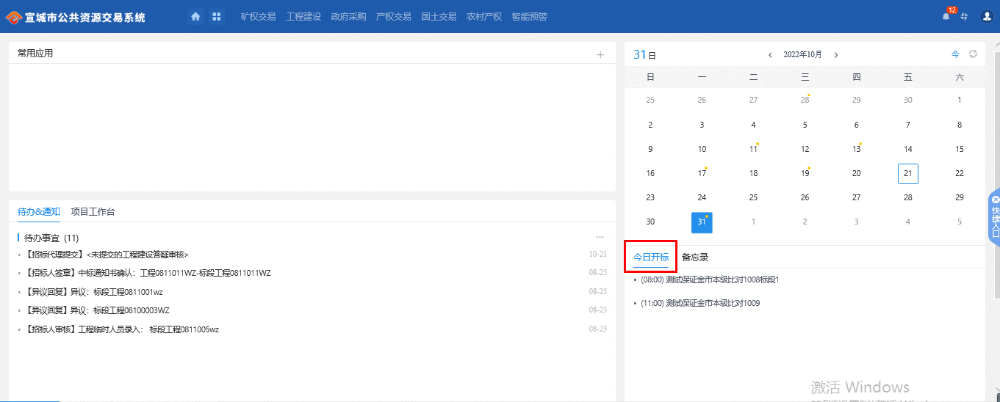 宣城市公共资源交易系统
矿权交易 工程建设 政府采购 产权交易 国土交易 农村产权 智能预警
12
常用应用
31日
2022年10月
今
日 一 二 三 四 五 六
25 26 27 28 29 30 1
2 3 4 5 6 7 8
9 10 11 12 13 14 15
16 17 18 19 20 21 22
23 24 25 26 27 28 29
30 31 1 2 3 4 5
快捷入口
待办&通知 项目工作台
待办事宜 (11)
【招标代理提交】<未提交的工程建设答疑审核> 10-21
【招标人签章】中标通知书确认：工程0811011WZ-标段工程0811011WZ 08-25
【异议回复】异议：标段工程0811001wz 08-23
【异议回复】异议：标段工程08100003WZ 08-23
【招标人审核】工程临时人员录入： 标段工程0811005wz 08-23
今日开标 备忘录
(08:00) 测试保证金市本级比对1008标段1
(11:00) 测试保证金市本级比对1009
激活 Windows